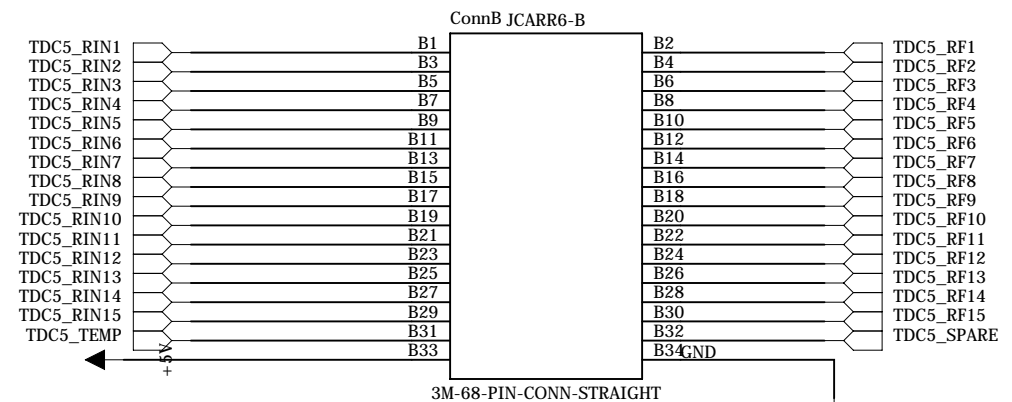 ConnB JCARR6-B
TDC5_RIN1 B1 B2 TDC5_RF1
TDC5_RIN2 B3 B4 TDC5_RF2
TDC5_RIN3 B5 B6 TDC5_RF3
TDC5_RIN4 B7 B8 TDC5_RF4
TDC5_RIN5 B9 B10 TDC5_RF5
TDC5_RIN6 B11 B12 TDC5_RF6
TDC5_RIN7 B13 B14 TDC5_RF7
TDC5_RIN8 B15 B16 TDC5_RF8
TDC5_RIN9 B17 B18 TDC5_RF9
TDC5_RIN10 B19 B20 TDC5_RF10
TDC5_RIN11 B21 B22 TDC5_RF11
TDC5_RIN12 B23 B24 TDC5_RF12
TDC5_RIN13 B25 B26 TDC5_RF13
TDC5_RIN14 B27 B28 TDC5_RF14
TDC5_RIN15 B29 B30 TDC5_RF15
TDC5_TEMP B31 B32 TDC5_SPARE
+5V B33 B34 GND
3M-68-PIN-CONN-STRAIGHT